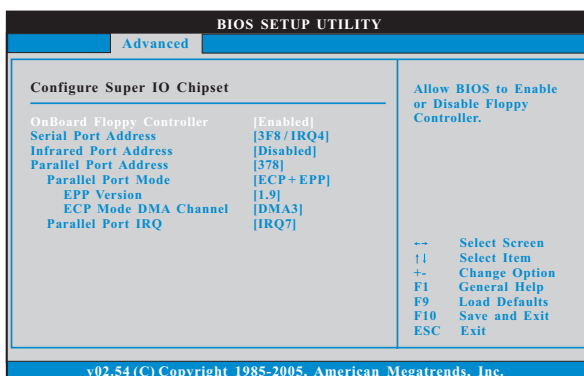 BIOS SETUP UTILITY
Advanced
Configure Super IO Chipset
OnBoard Floppy Controller [Enabled]
Serial Port Address [3F8 / IRQ4]
Infrared Port Address [Disabled]
Parallel Port Address [378]
Parallel Port Mode [ECP + EPP]
EPP Version [1.9]
ECP Mode DMA Channel [DMA3]
Parallel Port IRQ [IRQ7]
Allow BIOS to Enable
or Disable Floppy
Controller.
←→ Select Screen
↑↓ Select Item
+- Change Option
F1 General Help
F9 Load Defaults
F10 Save and Exit
ESC Exit
v02.54 (C) Copyright 1985-2005, American Megatrends, Inc.